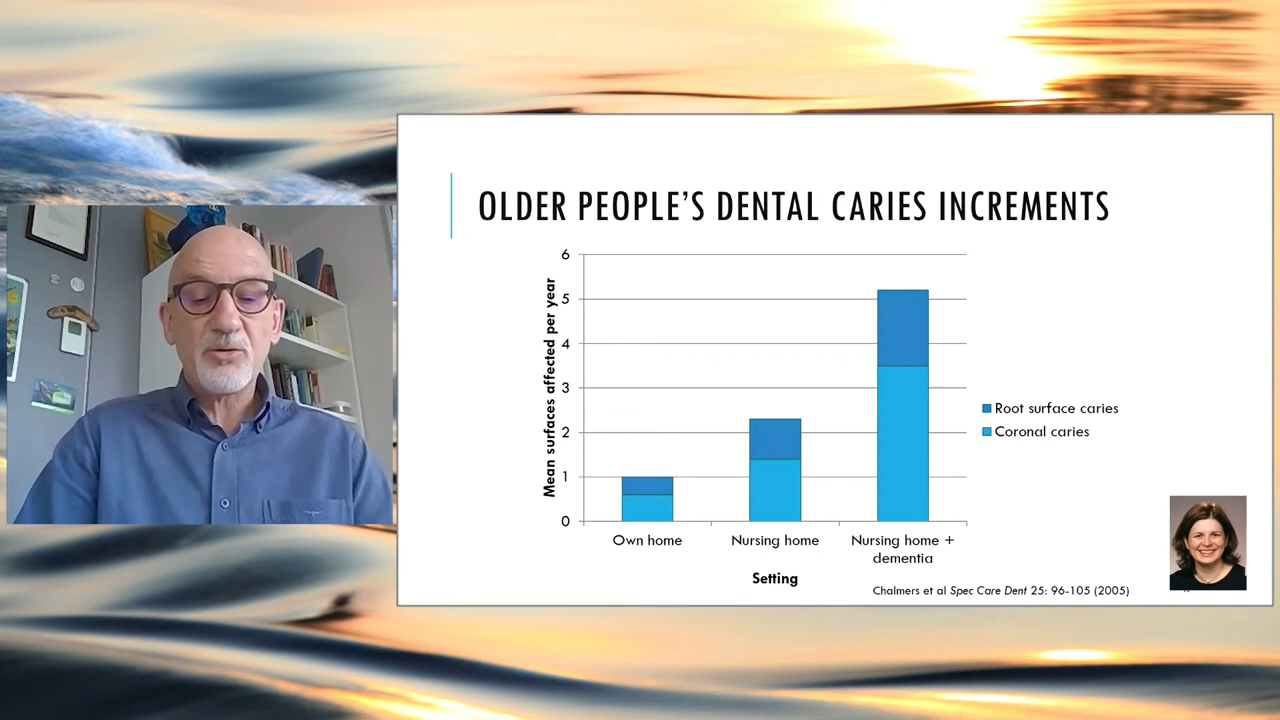 OLDER PEOPLE'S DENTAL CARIES INCREMENTS
6
5
4
3
2
1
0
Mean surfaces affected per year
Own home
Nursing home
Nursing home +
dementia
Setting
Root surface caries
Coronal caries
Chalmers et al Spec Care Dent 25: 96-105 (2005)